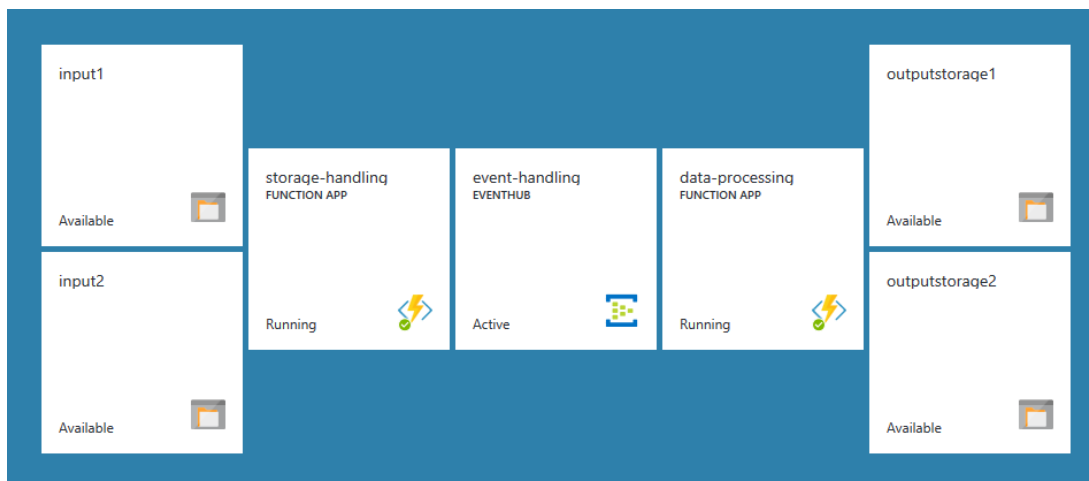 input1
Available
input2
Available
storage-handling
FUNCTION APP
Running
event-handling
EVENTHUB
Active
data-processing
FUNCTION APP
Running
outputstorage1
Available
outputstorage2
Available